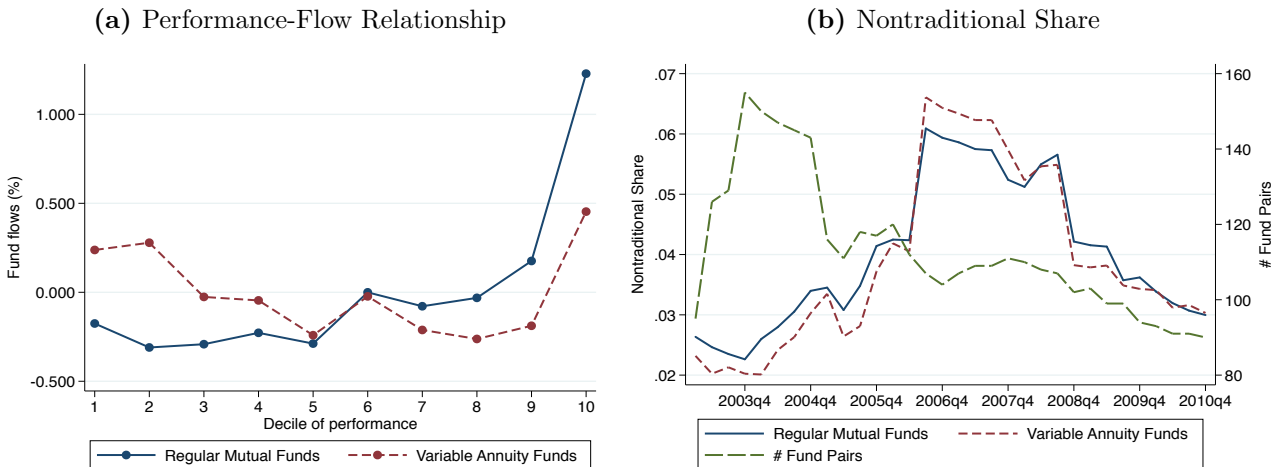 (a) Performance-Flow Relationship
1.000
0.500
0.000
-0.500
Fund flows (%)
1 2 3 4 5 6 7 8 9 10
Decile of performance
Regular Mutual Funds Variable Annuity Funds
(b) Nontraditional Share
.07
.06
.05
.04
.03
.02
Nontraditional Share
160
140
120
100
80
# Fund Pairs
2003q4 2004q4 2005q4 2006q4 2007q4 2008q4 2009q4 2010q4
Regular Mutual Funds Variable Annuity Funds
# Fund Pairs